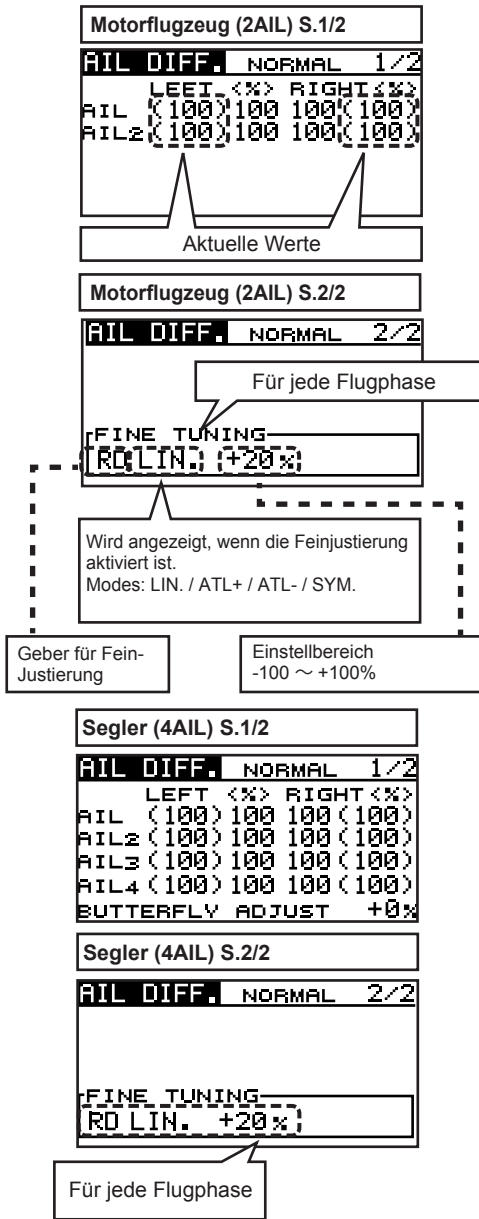 Motorflugzeug (2AIL) S.1/2
AIL DIFF. NORMAL 1/2
LEFT <%> RIGHT <%>
AIL (100) 100 100 (100)
AIL2 (100) 100 100 (100)
Aktuelle Werte
Motorflugzeug (2AIL) S.2/2
AIL DIFF. NORMAL 2/2
Für jede Flugphase
FINE TUNING
RD LIN. +20%
Wird angezeigt, wenn die Feinjustierung
aktiviert ist.
Modes: LIN. / ATL+ / ATL- / SYM.
Geber für Fein-
Justierung
Einstellbereich
-100 ～ +100%
Segler (4AIL) S.1/2
AIL DIFF. NORMAL 1/2
LEFT <%> RIGHT <%>
AIL (100) 100 100 (100)
AIL2 (100) 100 100 (100)
AIL3 (100) 100 100 (100)
AIL4 (100) 100 100 (100)
BUTTERFLY ADJUST +0%
Segler (4AIL) S.2/2
AIL DIFF. NORMAL 2/2
FINE TUNING
RD LIN. +20%
Für jede Flugphase